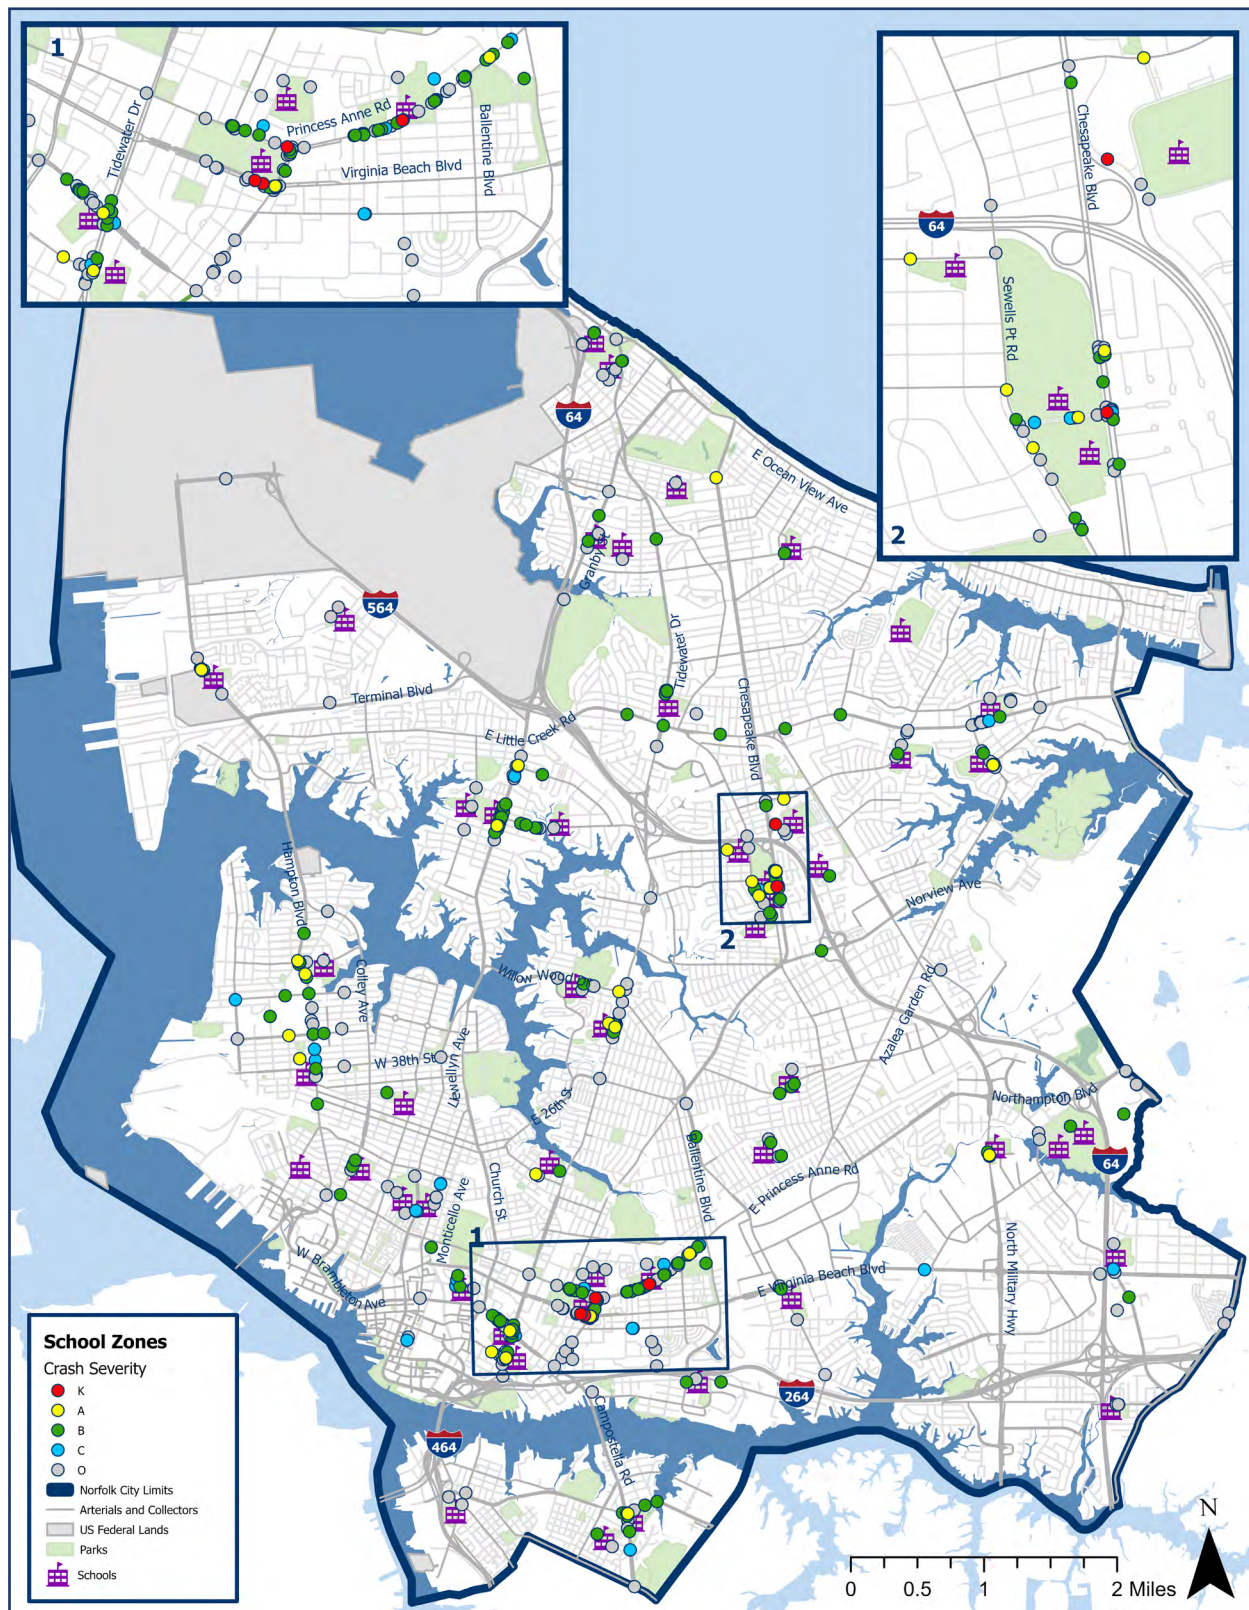 1
Tidewater Dr
Princess Anne Rd
Virginia Beach Blvd
Ballentine Blvd
Chesapeake Blvd
64
Sewells Pt Rd
2
64
E Ocean View Ave
Granby St
564
Tidewater Dr
Terminal Blvd
Chesapeake Blvd
E Little Creek Rd
Hampton Blvd
Norview Ave
2
Willow Wood Dr
Colley Ave
Azalea Garden Rd
W 38th St
Llewellyn Ave
E 26th St
Northampton Blvd
Ballentine Blvd
64
E Princess Anne Rd
Church St
Monticello Ave
1
W Brambleton Ave
E Virginia Beach Blvd
North Military Hwy
School Zones
Crash Severity
K
A
B
C
O
Norfolk City Limits
Arterials and Collectors
US Federal Lands
Parks
Schools
264
Campostella Rd
464
N
0 0.5 1 2 Miles